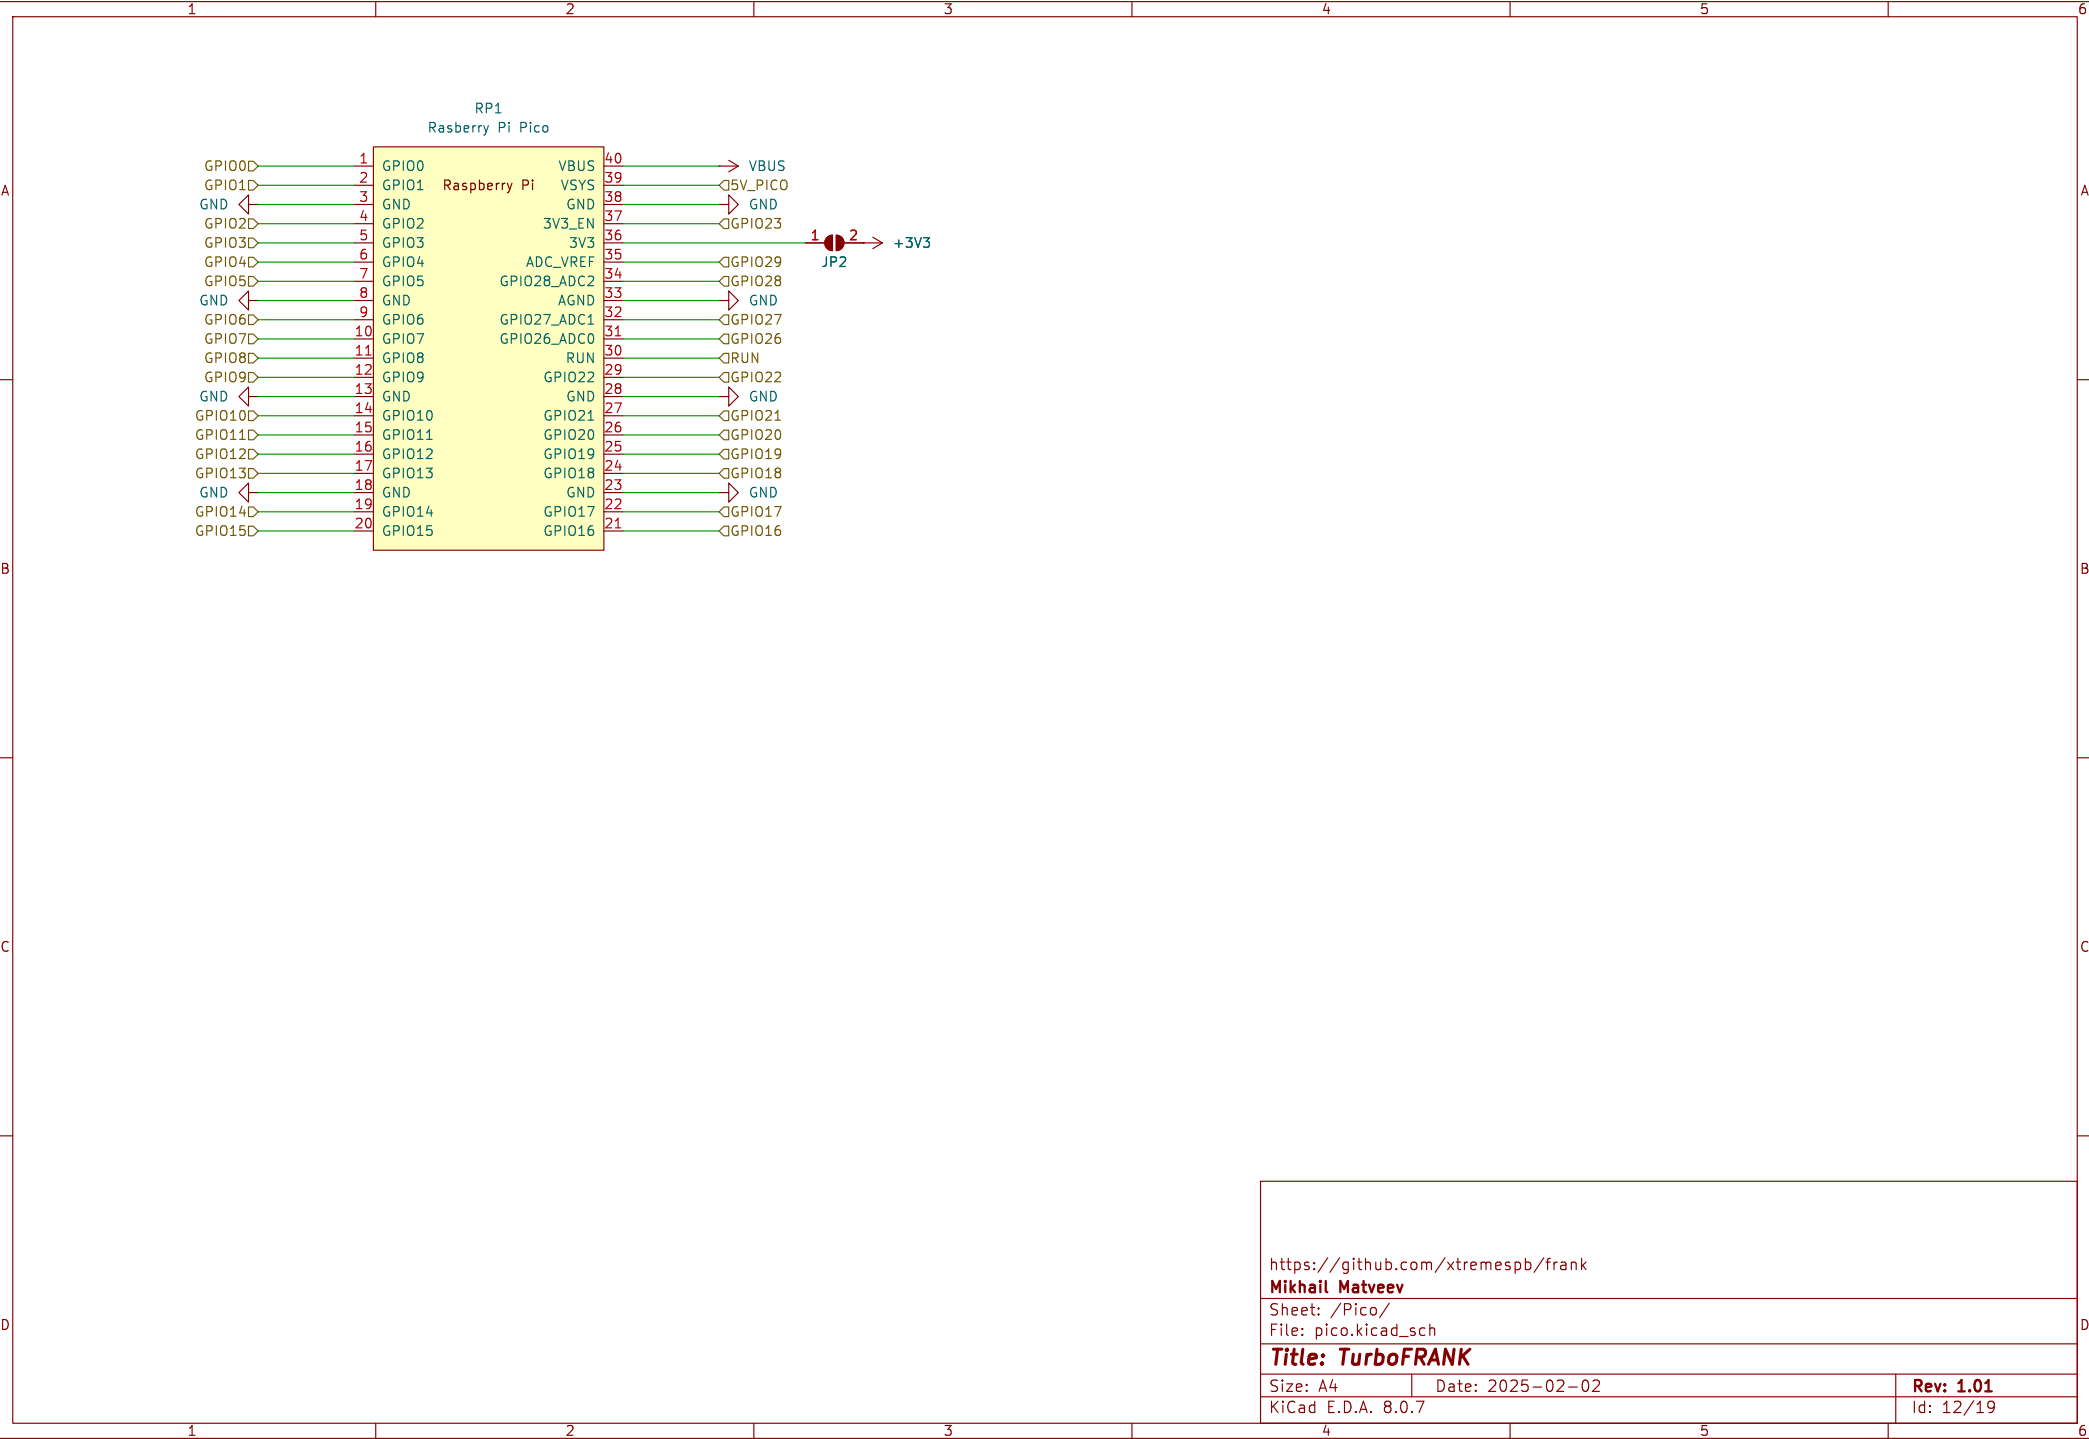 1 2 3 4 5 6
RP1
Rasberry Pi Pico
Raspberry Pi
GPIO0 1 GPIO0 VBUS 40 VBUS
GPIO1 2 GPIO1 VSYS 39 5V_PICO
GND 3 GND GND 38 GND
GPIO2 4 GPIO2 3V3_EN 37 GPIO23
GPIO3 5 GPIO3 3V3 36 1 2 +3V3
JP2
GPIO4 6 GPIO4 ADC_VREF 35 GPIO29
GPIO5 7 GPIO5 GPIO28_ADC2 34 GPIO28
GND 8 GND AGND 33 GND
GPIO6 9 GPIO6 GPIO27_ADC1 32 GPIO27
GPIO7 10 GPIO7 GPIO26_ADC0 31 GPIO26
GPIO8 11 GPIO8 RUN 30 RUN
GPIO9 12 GPIO9 GPIO22 29 GPIO22
GND 13 GND GND 28 GND
GPIO10 14 GPIO10 GPIO21 27 GPIO21
GPIO11 15 GPIO11 GPIO20 26 GPIO20
GPIO12 16 GPIO12 GPIO19 25 GPIO19
GPIO13 17 GPIO13 GPIO18 24 GPIO18
GND 18 GND GND 23 GND
GPIO14 19 GPIO14 GPIO17 22 GPIO17
GPIO15 20 GPIO15 GPIO16 21 GPIO16
A A
B B
C C
D D
https://github.com/xtremespb/frank
Mikhail Matveev
Sheet: /Pico/
File: pico.kicad_sch
Title: TurboFRANK
Size: A4 Date: 2025-02-02 Rev: 1.01
KiCad E.D.A. 8.0.7 Id: 12/19
1 2 3 4 5 6